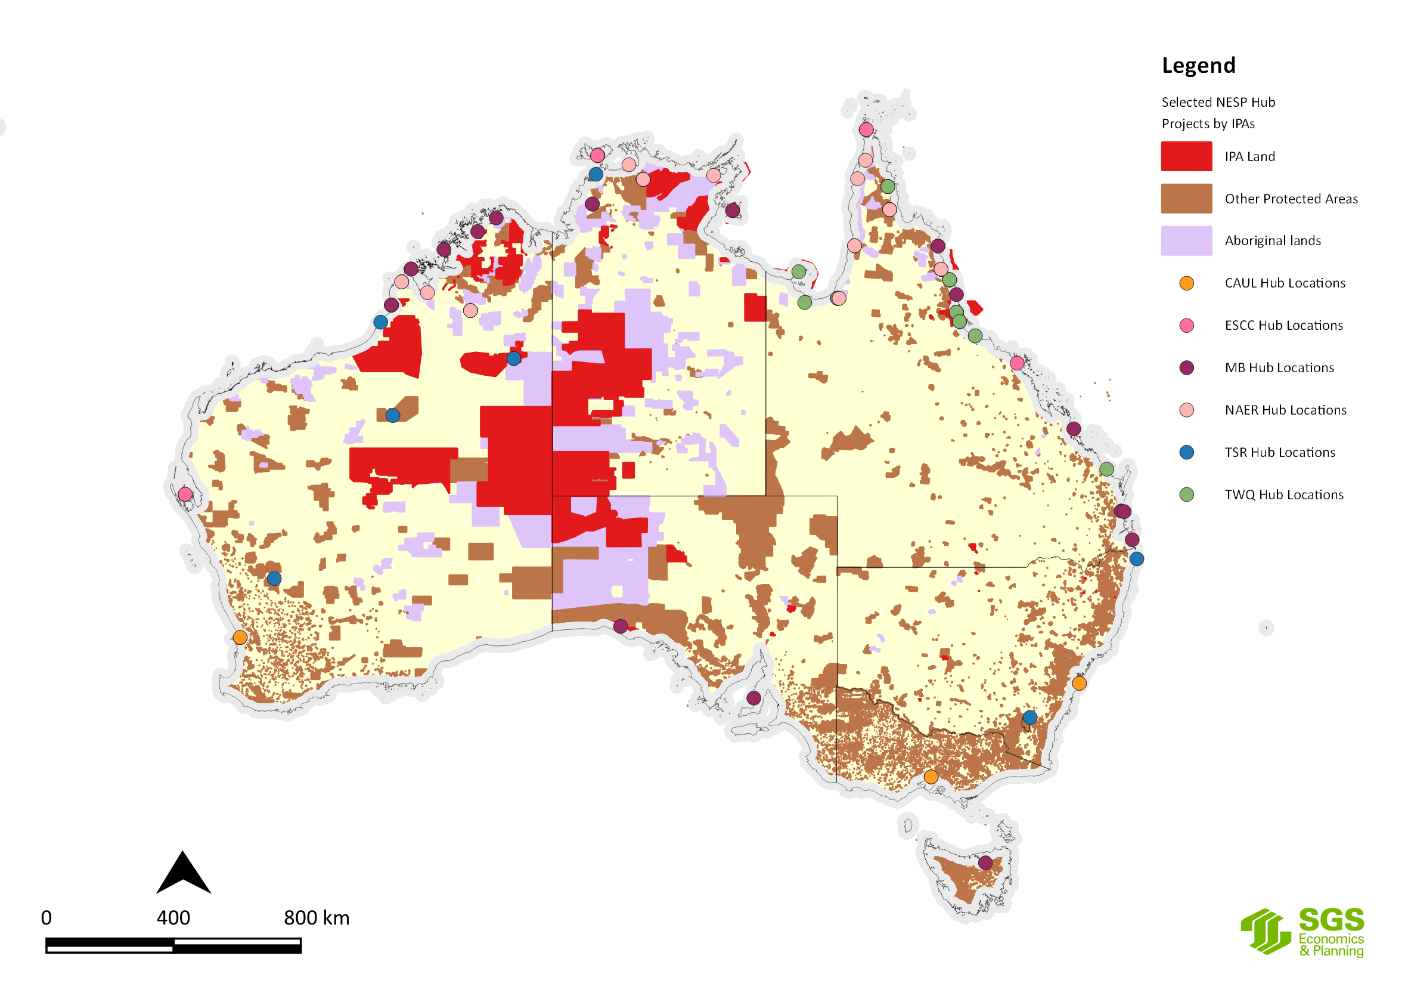 Legend
Selected NESP Hub
Projects by IPAs
IPA Land
Other Protected Areas
Aboriginal lands
CAUL Hub Locations
ESCC Hub Locations
MB Hub Locations
NAER Hub Locations
TSR Hub Locations
TWQ Hub Locations
0 400 800 km
SGS
Economics
& Planning